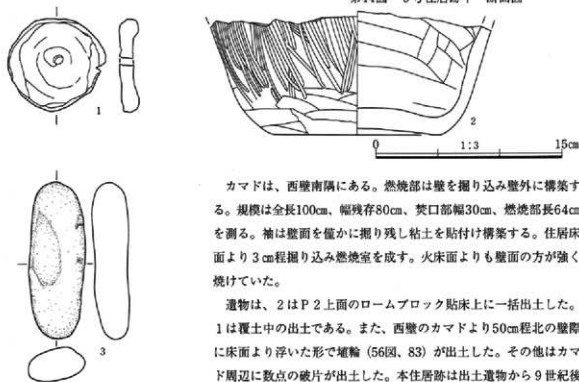 1
2
0 1:3 15cm
3
カマドは、西壁南隅にある。燃焼部は壁を掘り込み壁外に構築す
る。規模は全長100cm、幅残存80cm、焚口部幅30cm、燃焼部長64cm
を測る。袖は壁面を僅かに掘り残し粘土を貼付け構築する。住居床
面より3cm程掘り込み燃焼室を成す。火床面よりも壁面の方が強く
焼けていた。
遺物は、2はP2上面のロームブロック貼床上に一括出土した。
1は覆土中の出土である。また、西壁のカマドより50cm程北の壁際
に床面より浮いた形で埴輪(56図、83)が出土した。その他はカマ
ド周辺に数点の破片が出土した。本住居跡は出土遺物から9世紀後